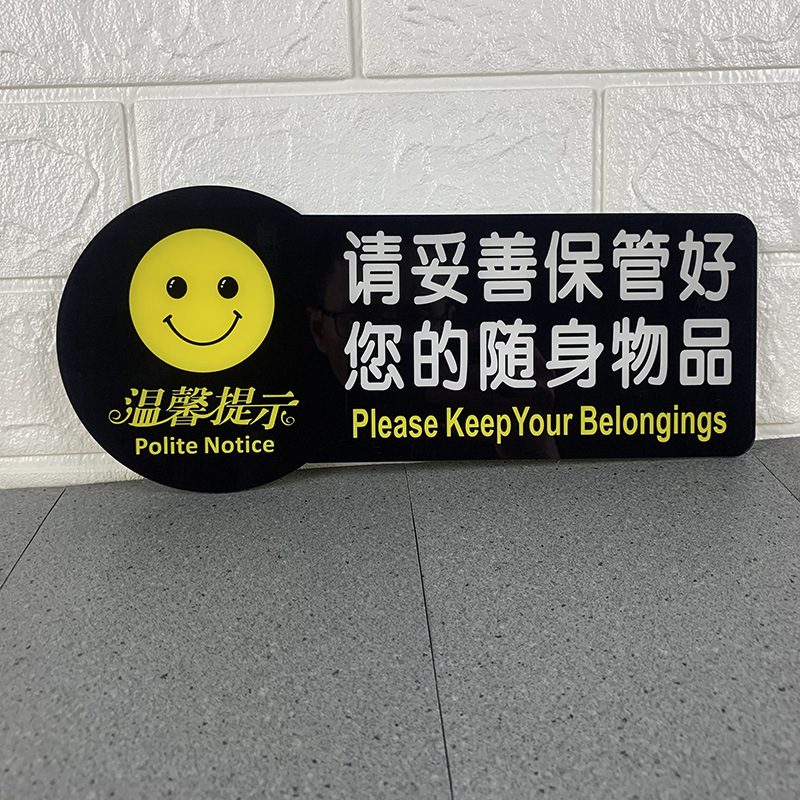 温馨提示
Polite Notice
请妥善保管好
您的随身物品
Please KeepYour Belongings